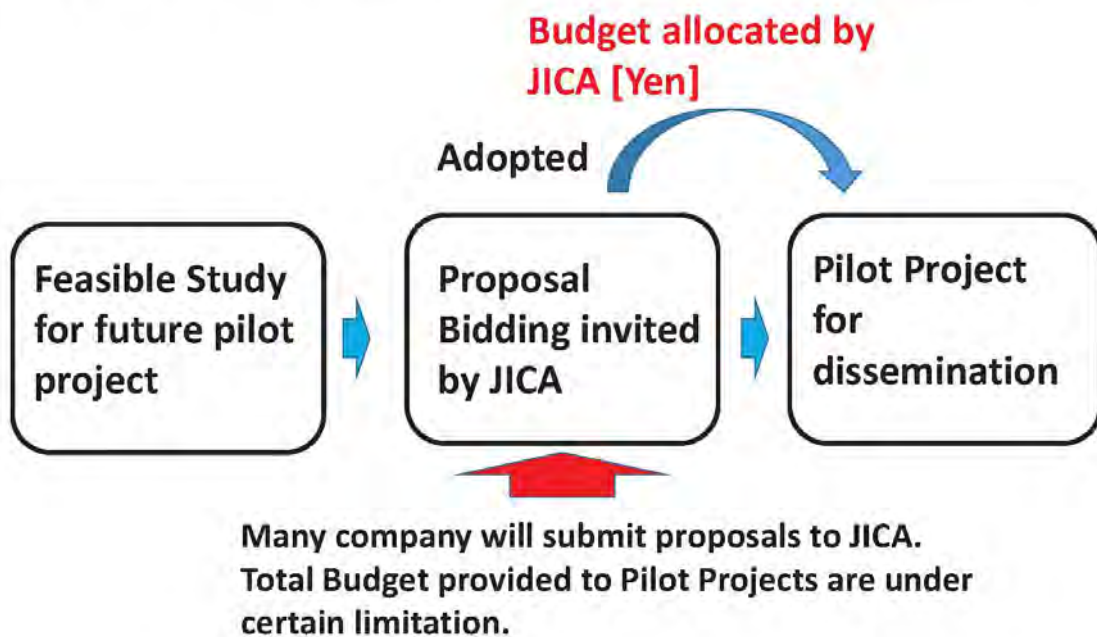 Budget allocated by
JICA [Yen]
Adopted
Feasible Study
for future pilot
project
Proposal
Bidding invited
by JICA
Pilot Project
for
dissemination
Many company will submit proposals to JICA.
Total Budget provided to Pilot Projects are under
certain limitation.